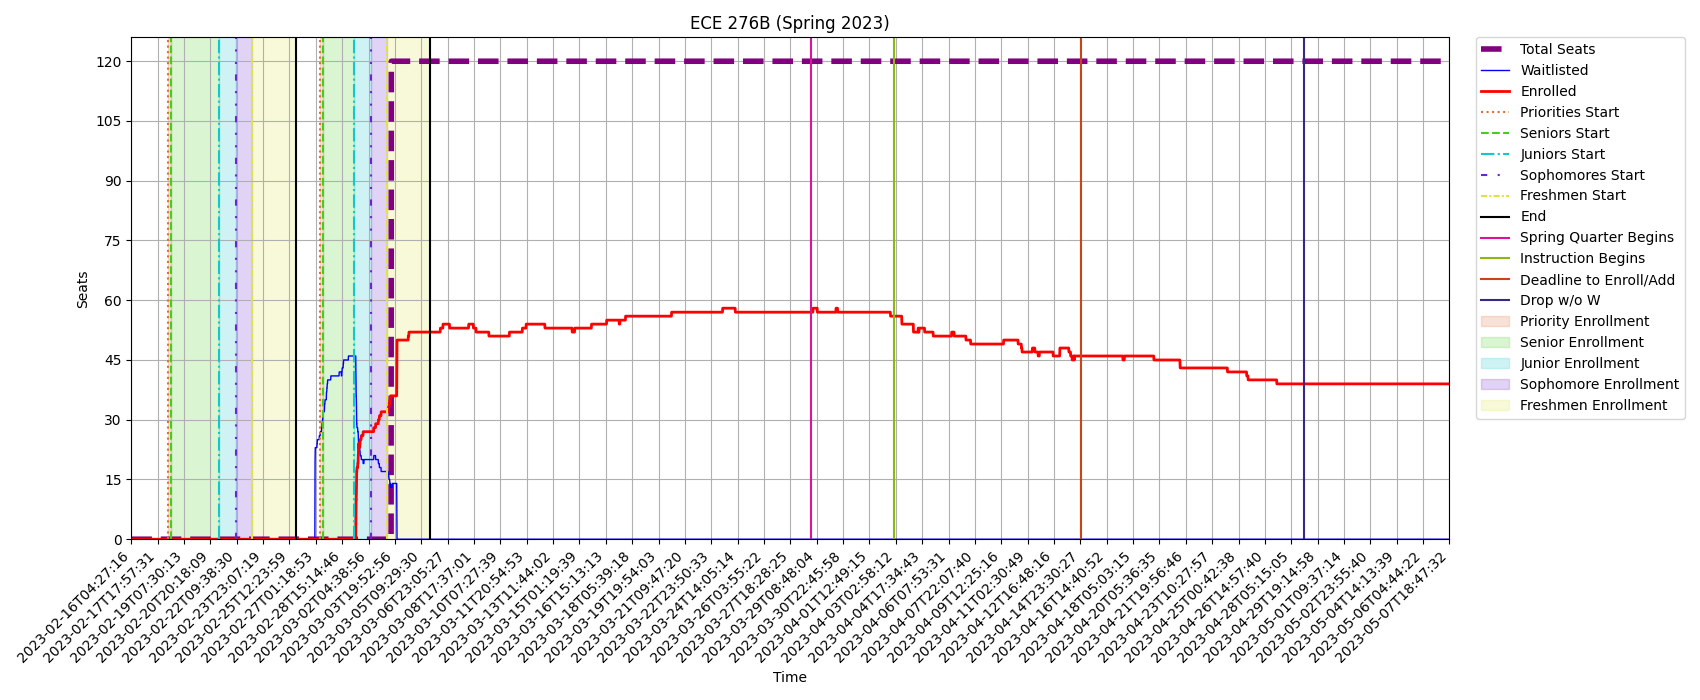 ECE 276B (Spring 2023)
Seats
120
105
90
75
60
45
30
15
0
2023-02-16T04:27:16
2023-02-17T17:57:31
2023-02-19T07:30:13
2023-02-20T20:18:09
2023-02-22T09:38:30
2023-02-23T23:07:19
2023-02-25T12:23:59
2023-02-27T01:18:53
2023-02-28T15:14:46
2023-03-02T04:38:56
2023-03-03T19:52:56
2023-03-05T09:29:30
2023-03-06T23:05:27
2023-03-08T17:37:01
2023-03-10T07:27:39
2023-03-11T20:54:53
2023-03-13T11:44:02
2023-03-15T01:19:39
2023-03-16T15:13:13
2023-03-18T05:39:18
2023-03-19T19:54:03
2023-03-21T09:47:20
2023-03-22T23:50:33
2023-03-24T14:05:14
2023-03-26T03:55:22
2023-03-27T18:28:25
2023-03-29T08:48:04
2023-03-30T22:45:58
2023-04-01T12:49:15
2023-04-03T02:58:12
2023-04-04T17:34:43
2023-04-06T07:53:31
2023-04-07T22:07:40
2023-04-09T12:25:16
2023-04-11T02:30:49
2023-04-12T16:48:16
2023-04-14T23:30:27
2023-04-16T14:40:52
2023-04-18T05:03:15
2023-04-20T05:36:35
2023-04-21T19:56:46
2023-04-23T10:27:57
2023-04-25T00:42:38
2023-04-26T14:57:40
2023-04-28T05:15:05
2023-04-29T19:14:58
2023-05-01T09:37:14
2023-05-02T23:55:40
2023-05-04T14:13:39
2023-05-06T04:44:22
2023-05-07T18:47:32
Time
Total Seats
Waitlisted
Enrolled
Priorities Start
Seniors Start
Juniors Start
Sophomores Start
Freshmen Start
End
Spring Quarter Begins
Instruction Begins
Deadline to Enroll/Add
Drop w/o W
Priority Enrollment
Senior Enrollment
Junior Enrollment
Sophomore Enrollment
Freshmen Enrollment